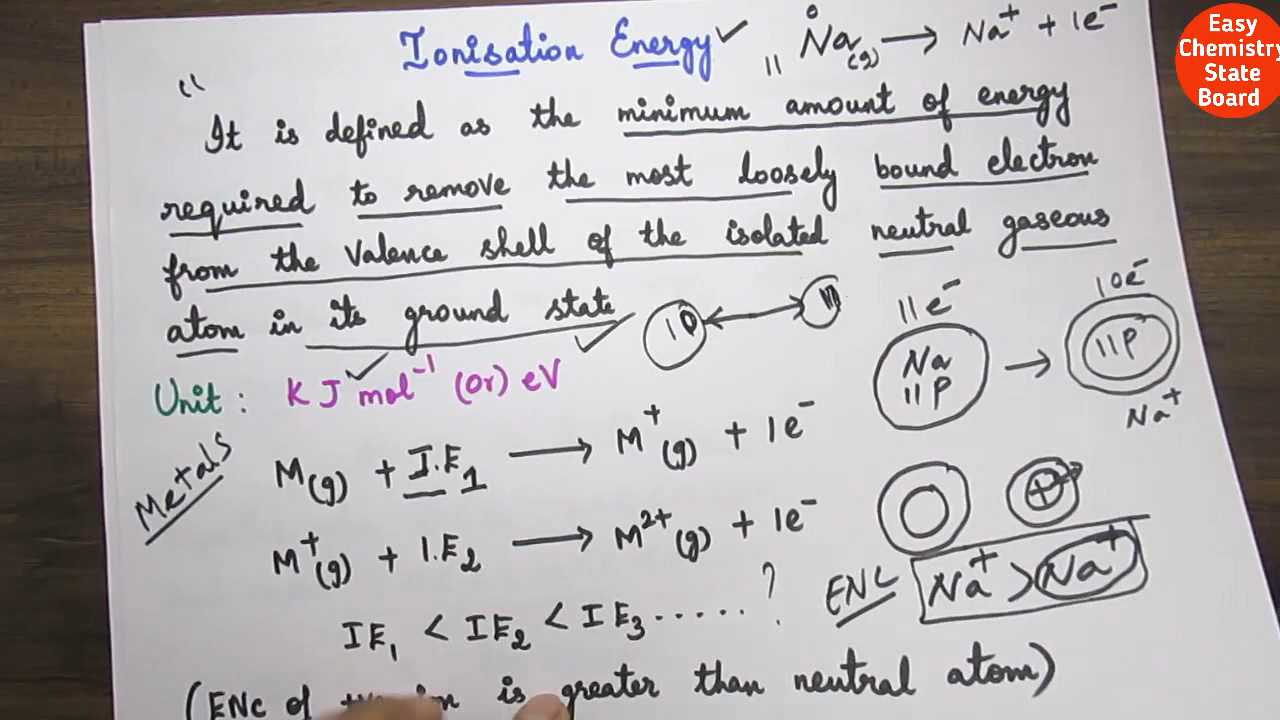 Easy
Chemistry
State
Board
Ionisation Energy ✓
₁₁Na(g) → Na⁺ + 1e⁻
"
It is defined as the minimum amount of energy
required to remove the most loosely bound electron
from the valence shell of the isolated neutral gaseous
atom in its ground state
Unit : KJ mol⁻¹ (or) eV
11e⁻
Na
11P
→
10e⁻
11P
Na⁺
10
Metals
M(g) + I.E₁ → M⁺(g) + 1e⁻
M⁺(g) + I.E₂ → M²⁺(g) + 1e⁻
IE₁ < IE₂ < IE₃ ...... ?
+
ENC Na⁺ > Na⁺
(ENc of is greater than neutral atom)